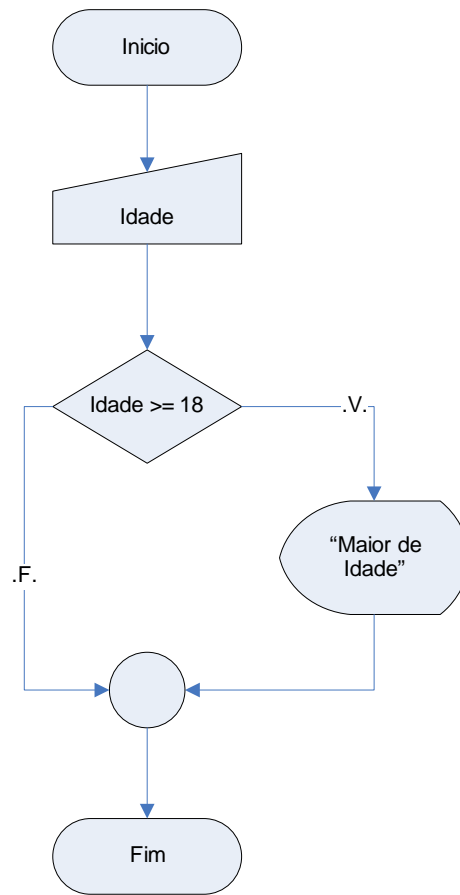 Inicio
Idade
Idade >= 18
.V.
“Maior de
Idade”
.F.
Fim